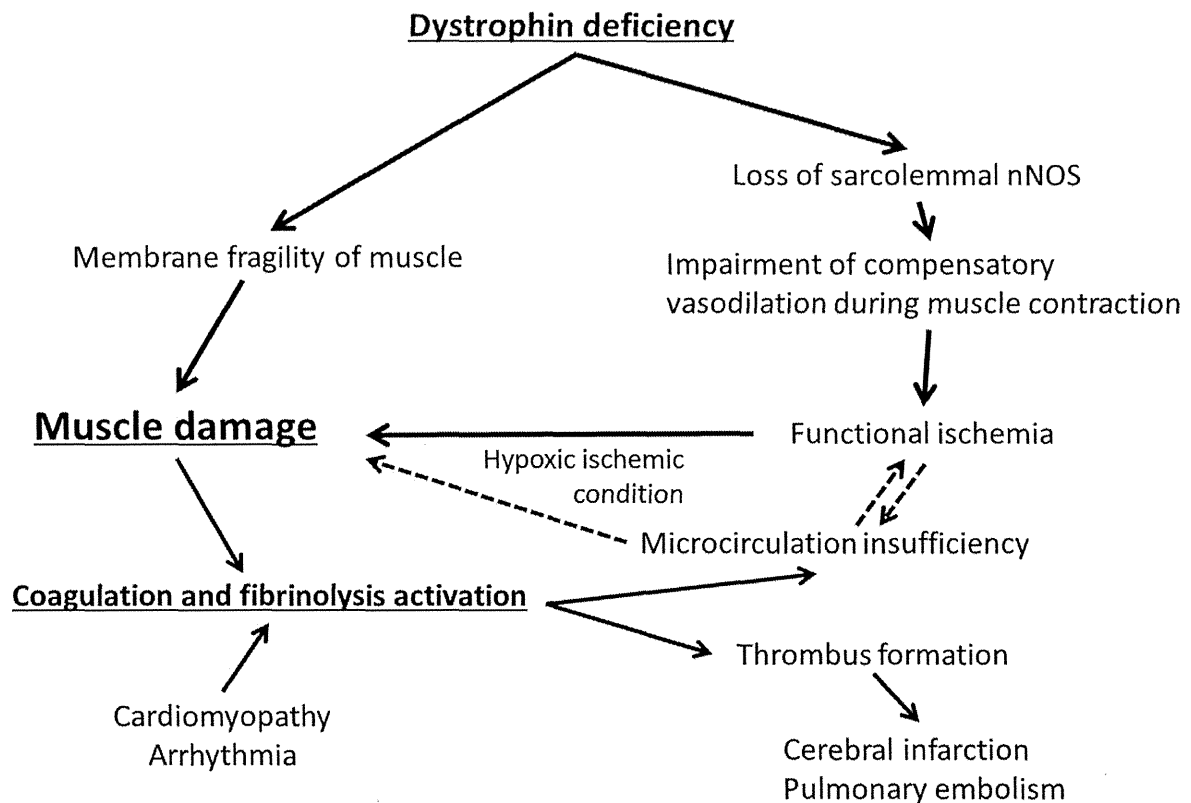 Dystrophin deficiency
Loss of sarcolemmal nNOS
Membrane fragility of muscle
Impairment of compensatory
vasodilation during muscle contraction
Muscle damage
Functional ischemia
Hypoxic ischemic
condition
Microcirculation insufficiency
Coagulation and fibrinolysis activation
Thrombus formation
Cardiomyopathy
Arrhythmia
Cerebral infarction
Pulmonary embolism